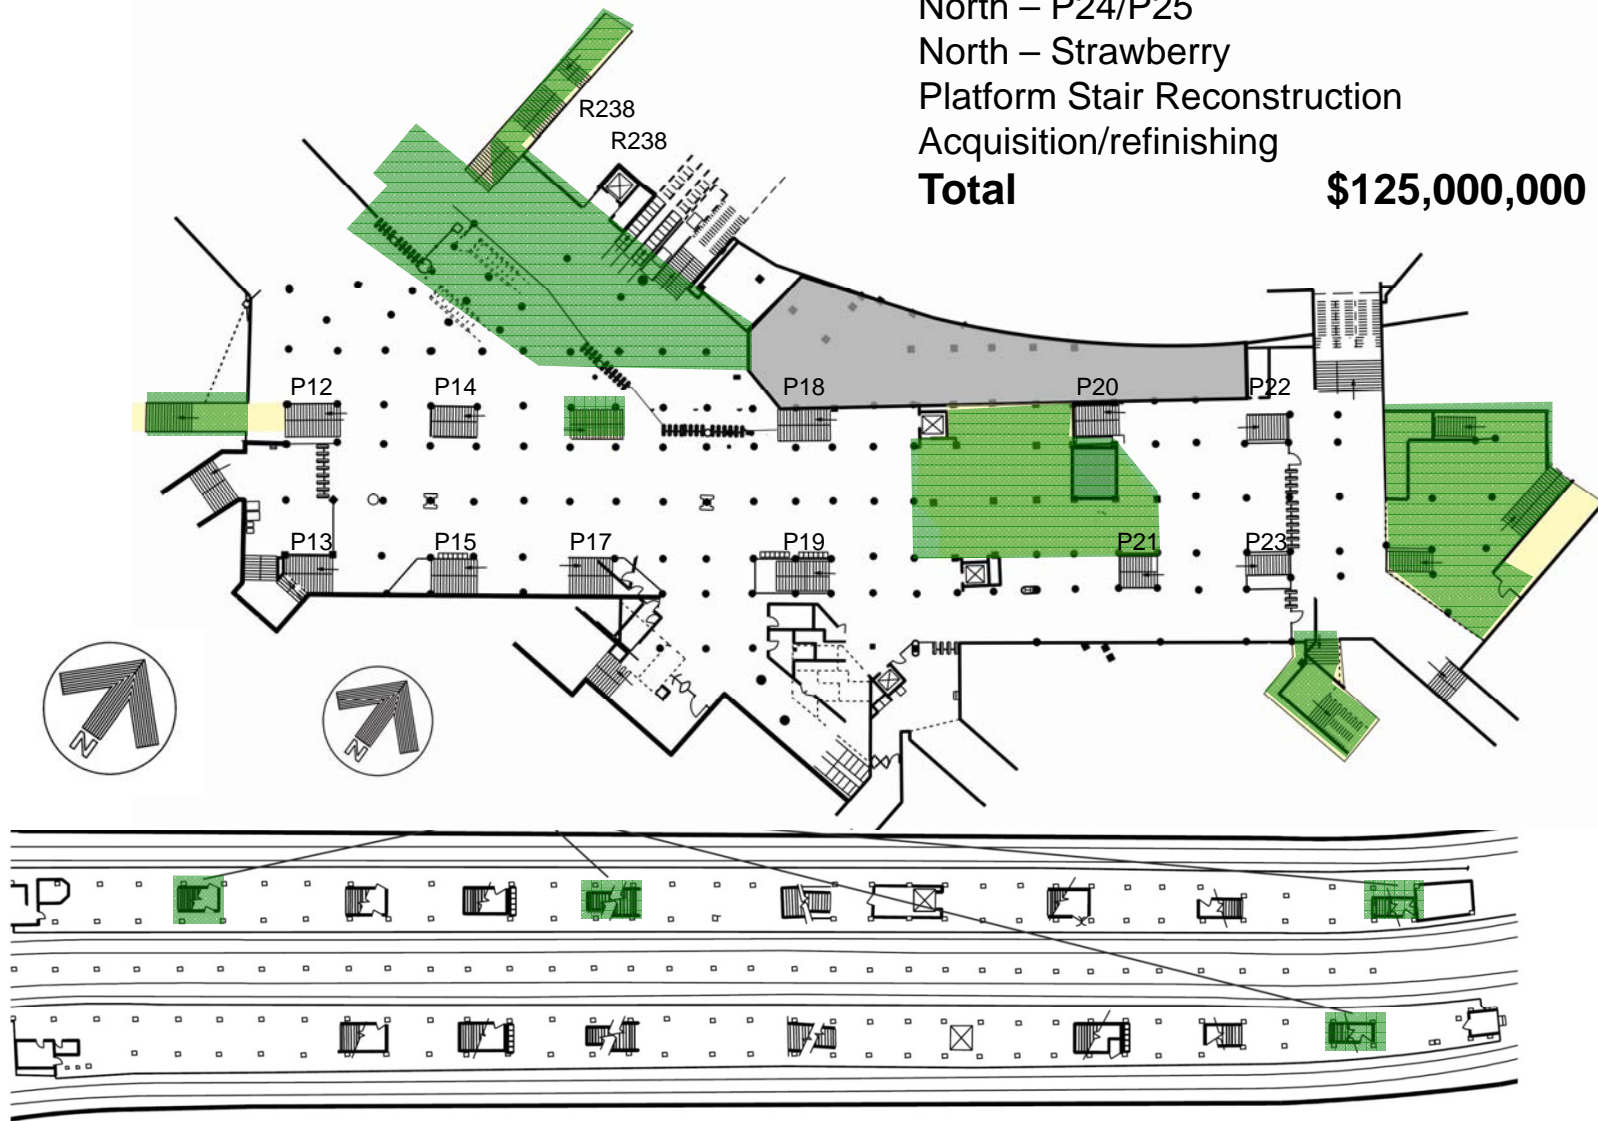 North – P24/P25
North – Strawberry
Platform Stair Reconstruction
Acquisition/refinishing
Total $125,000,000
R238
R238
P12 P14 P18 P20 P22
P13 P15 P17 P19 P21 P23
N N